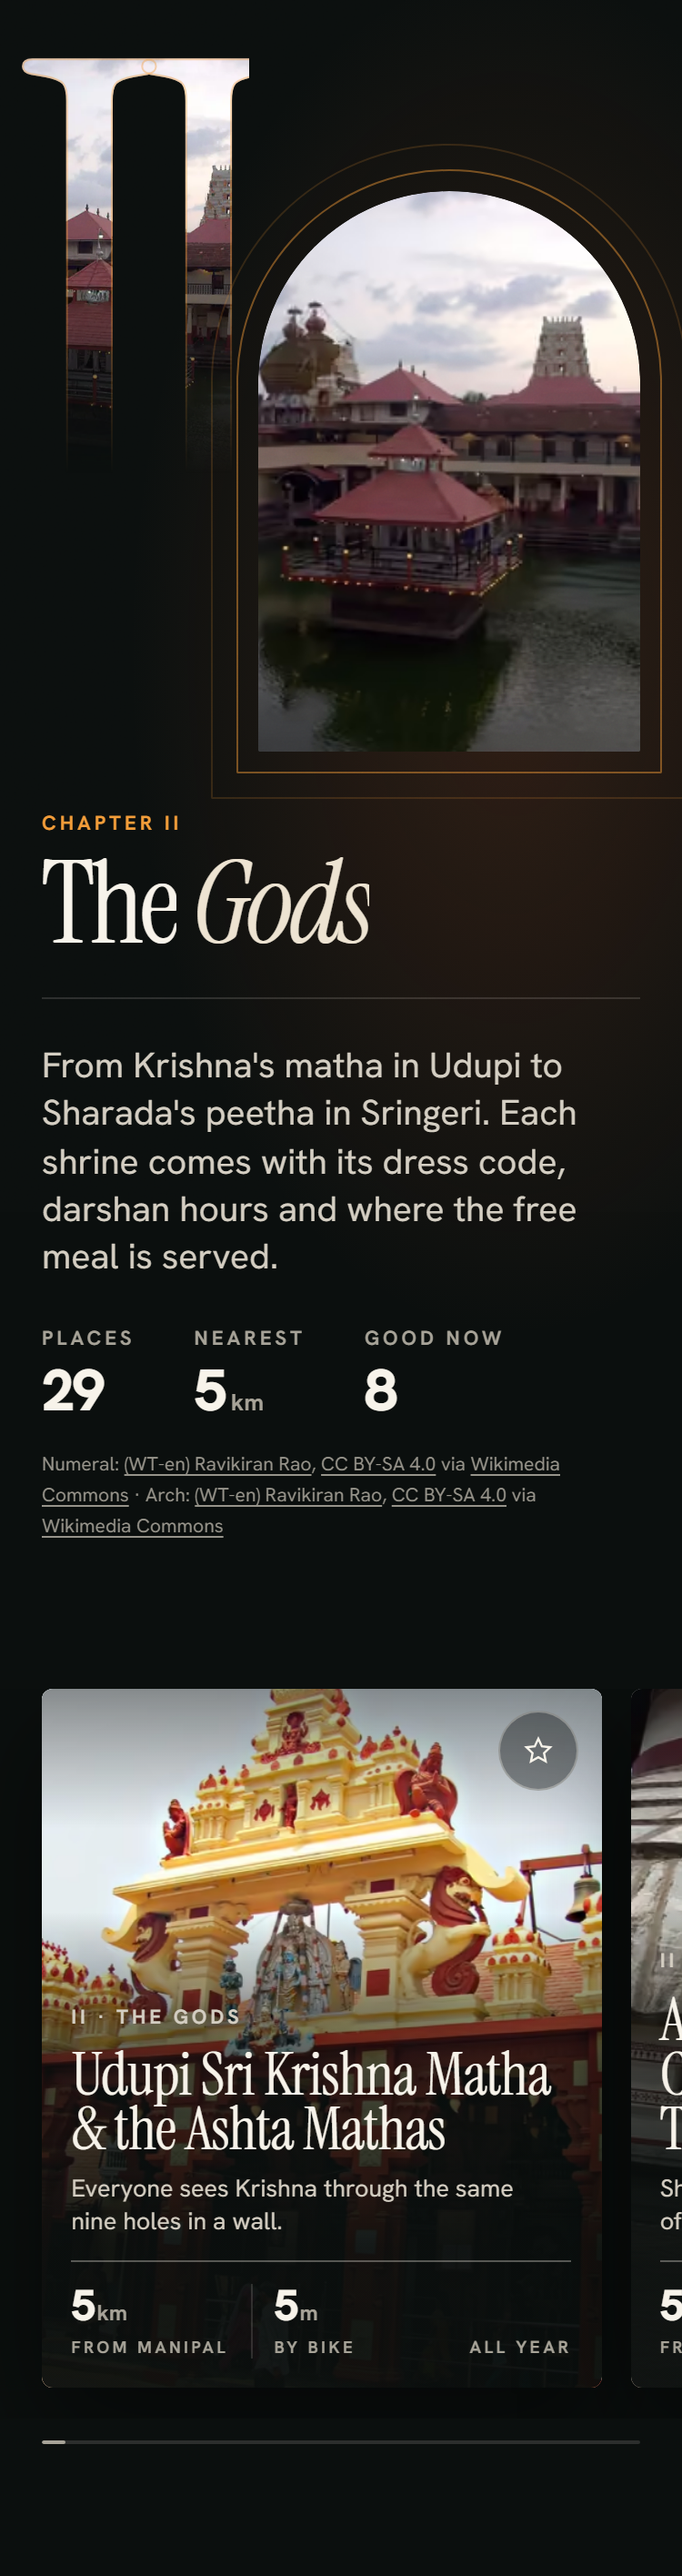 II
CHAPTER II
The Gods
From Krishna's matha in Udupi to
Sharada's peetha in Sringeri. Each
shrine comes with its dress code,
darshan hours and where the free
meal is served.
PLACES NEAREST GOOD NOW
29 5 km 8
Numeral: (WT-en) Ravikiran Rao, CC BY-SA 4.0 via Wikimedia
Commons · Arch: (WT-en) Ravikiran Rao, CC BY-SA 4.0 via
Wikimedia Commons
II · THE GODS
Udupi Sri Krishna Matha
& the Ashta Mathas
Everyone sees Krishna through the same
nine holes in a wall.
5km 5m
FROM MANIPAL BY BIKE ALL YEAR
II